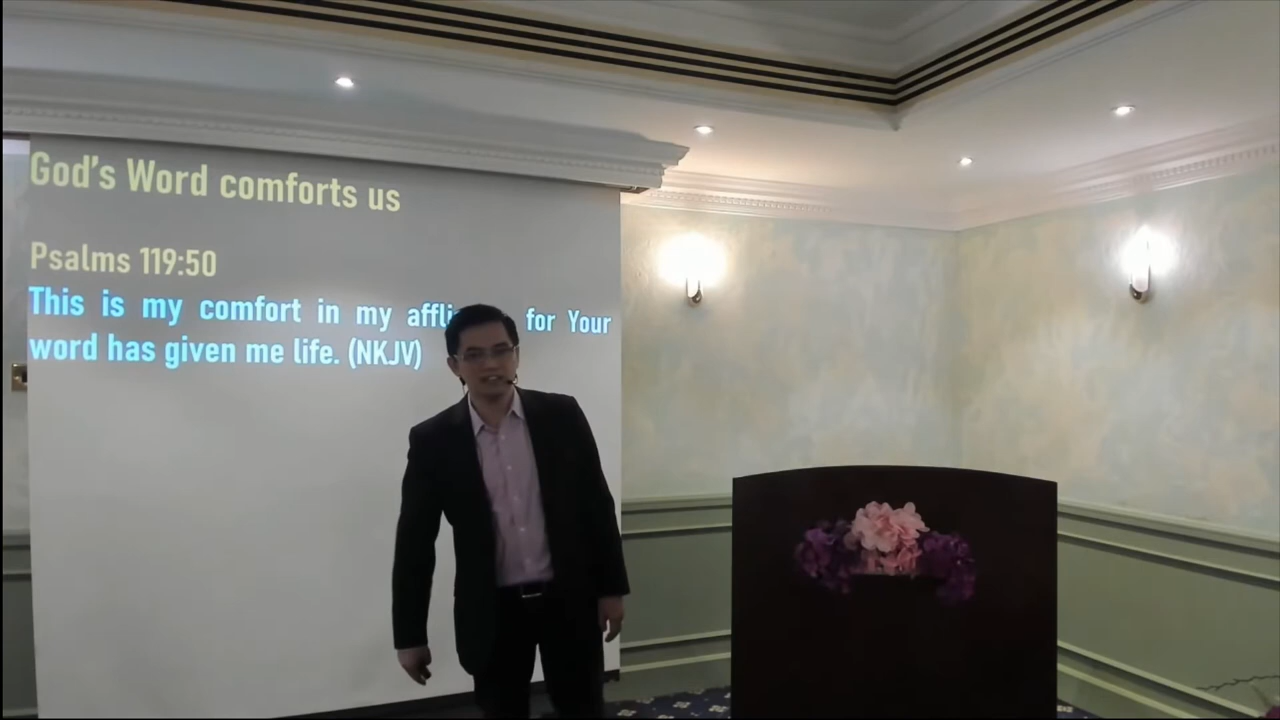 God's Word comforts us
Psalms 119:50
This is my comfort in my for Your
word has given me life. (NKJV)